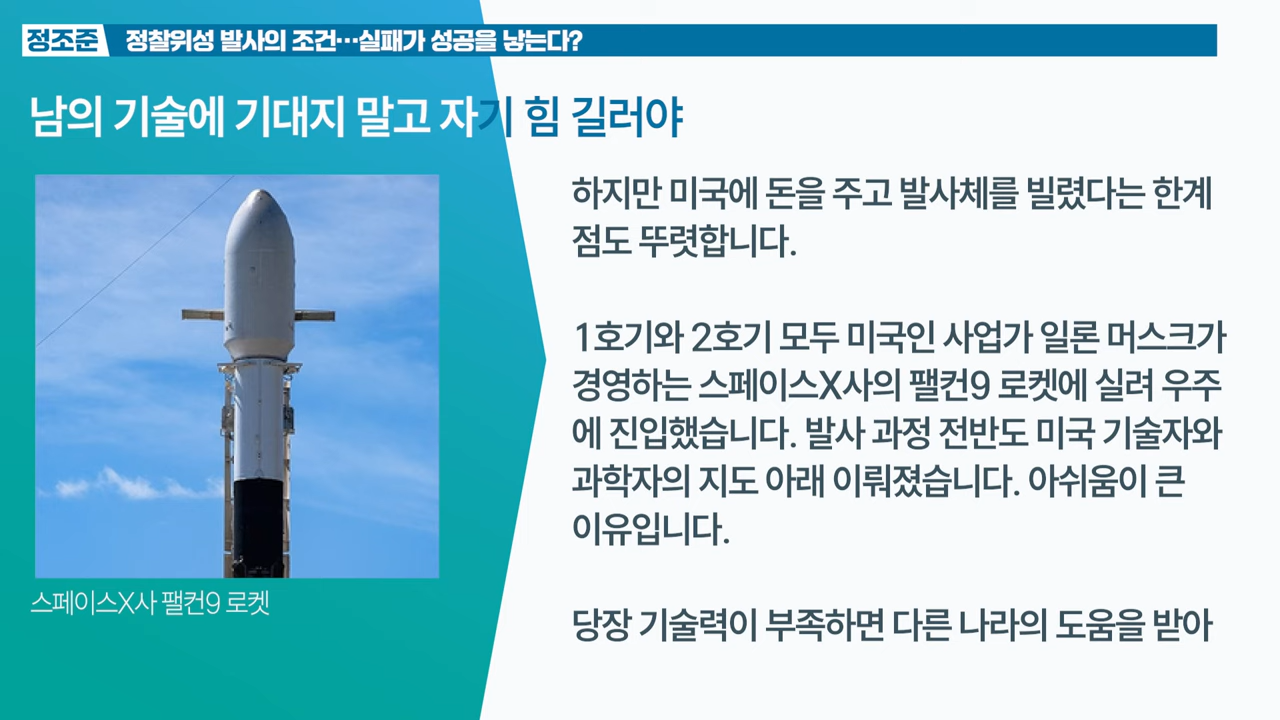 정조준
정찰위성 발사의 조건…실패가 성공을 낳는다?
남의 기술에 기대지 말고 자기 힘 길러야
하지만 미국에 돈을 주고 발사체를 빌렸다는 한계
점도 뚜렷합니다.
1호기와 2호기 모두 미국인 사업가 일론 머스크가
경영하는 스페이스X사의 팰컨9 로켓에 실려 우주
에 진입했습니다. 발사 과정 전반도 미국 기술자와
과학자의 지도 아래 이뤄졌습니다. 아쉬움이 큰
이유입니다.
당장 기술력이 부족하면 다른 나라의 도움을 받아
스페이스X사 팰컨9 로켓